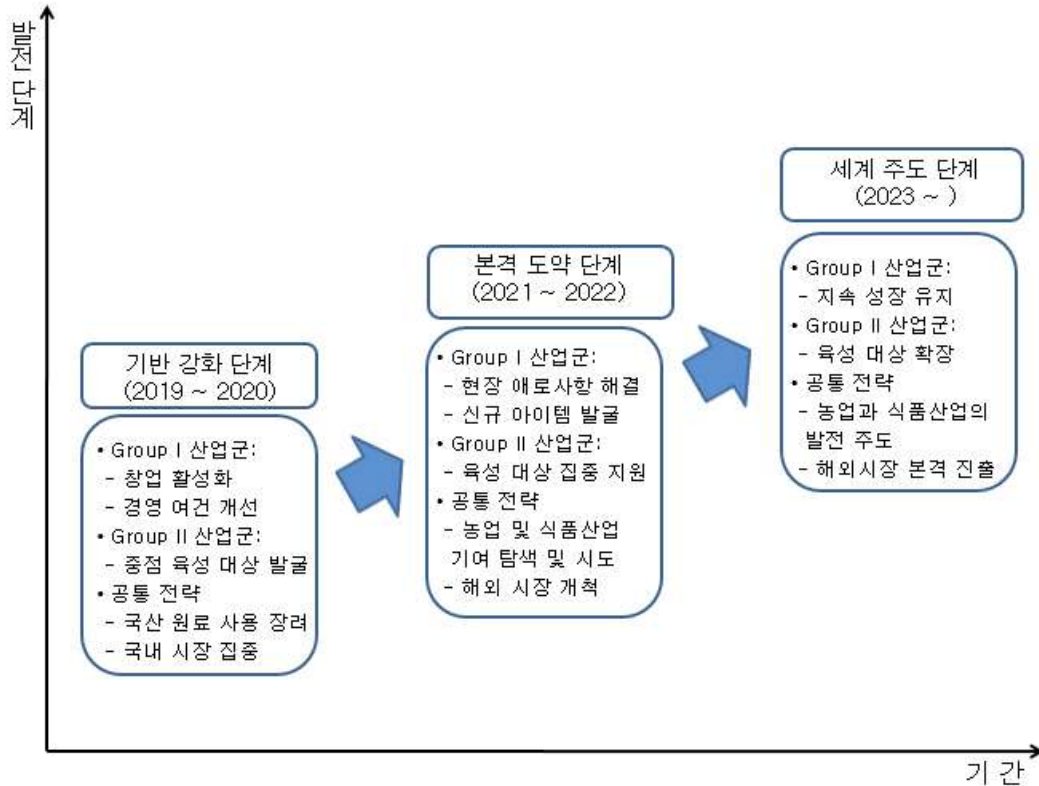 발전 단계
기반 강화 단계
(2019 ~ 2020)
• Group Ⅰ 산업군:
- 창업 활성화
- 경영 여건 개선
• Group Ⅱ 산업군:
- 중점 육성 대상 발굴
• 공통 전략
- 국산 원료 사용 장려
- 국내 시장 집중
본격 도약 단계
(2021 ~ 2022)
• Group Ⅰ 산업군:
- 현장 애로사항 해결
- 신규 아이템 발굴
• Group Ⅱ 산업군:
- 육성 대상 집중 지원
• 공통 전략
- 농업 및 식품산업
기여 탐색 및 시도
- 해외 시장 개척
세계 주도 단계
(2023 ~ )
• Group Ⅰ 산업군:
- 지속 성장 유지
• Group Ⅱ 산업군:
- 육성 대상 확장
• 공통 전략
- 농업과 식품산업의
발전 주도
- 해외시장 본격 진출
기 간